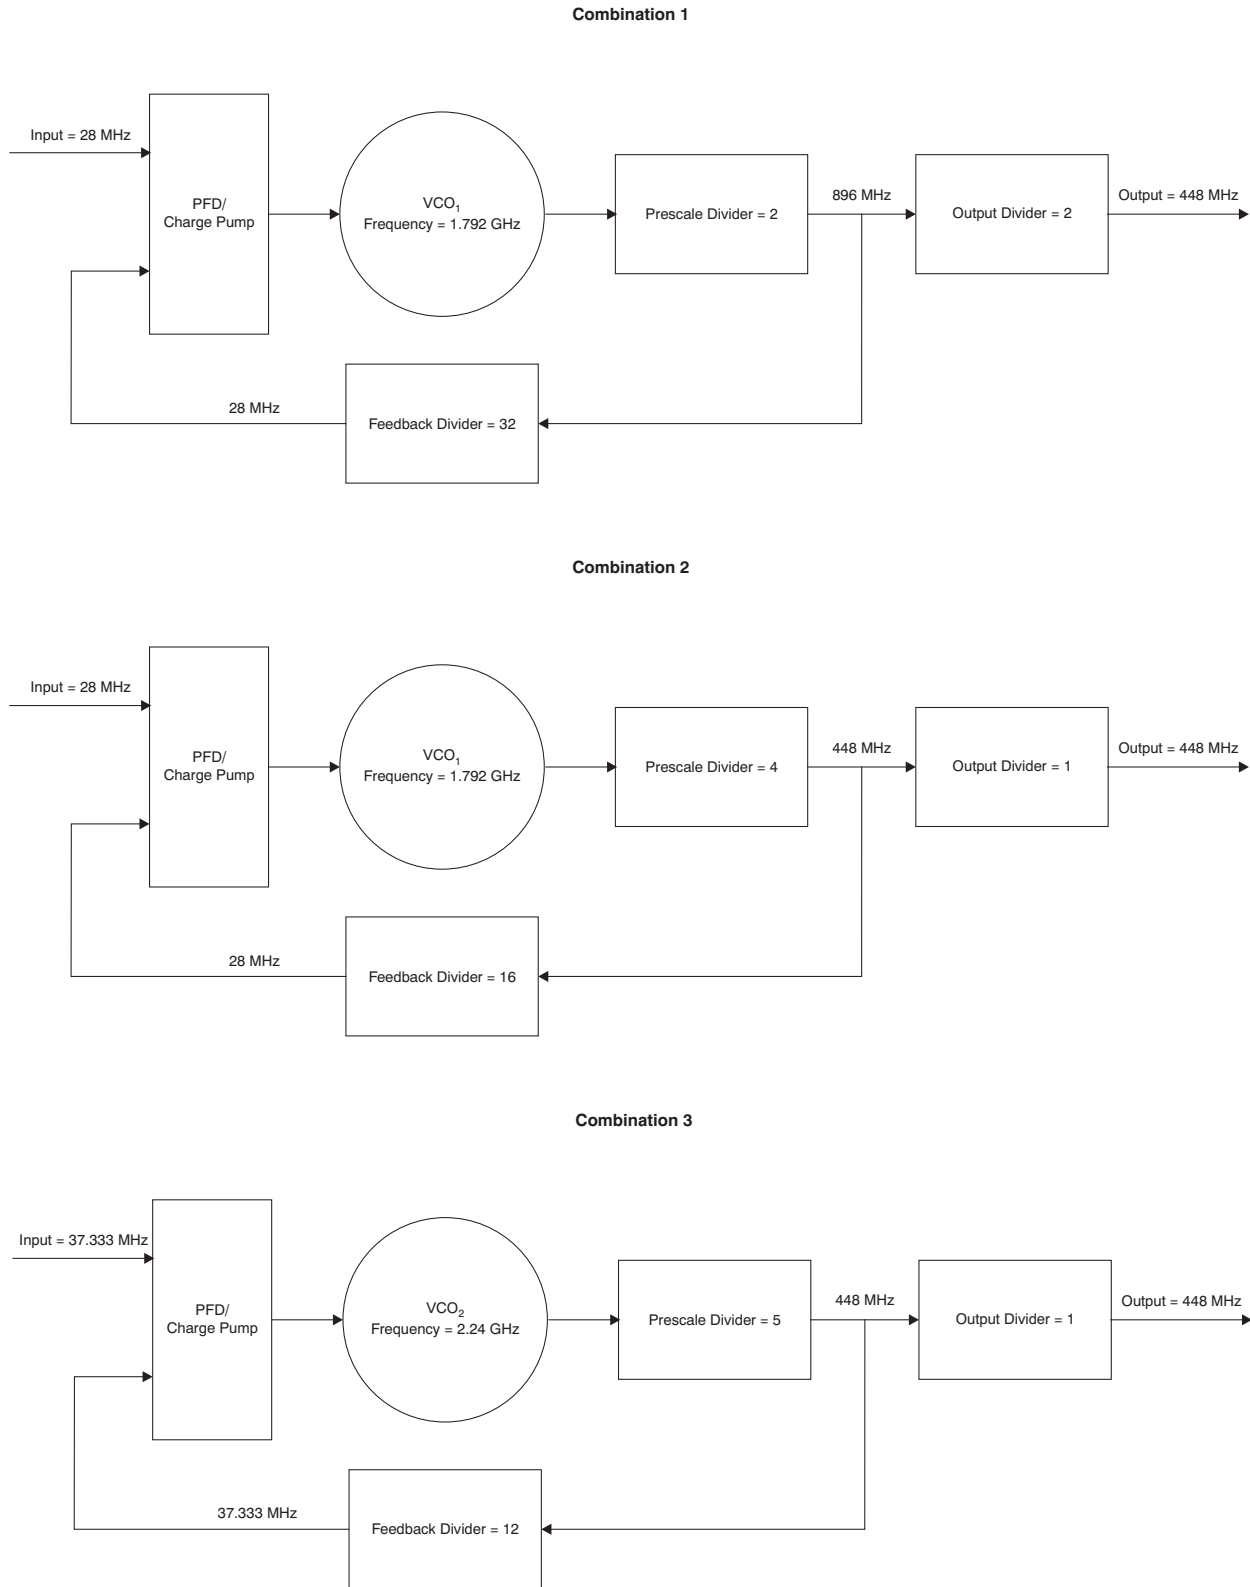 Combination 1
Input = 28 MHz
PFD/
Charge Pump
VCO1
Frequency = 1.792 GHz
Prescale Divider = 2
896 MHz
Output Divider = 2
Output = 448 MHz
28 MHz
Feedback Divider = 32
Combination 2
Input = 28 MHz
PFD/
Charge Pump
VCO1
Frequency = 1.792 GHz
Prescale Divider = 4
448 MHz
Output Divider = 1
Output = 448 MHz
28 MHz
Feedback Divider = 16
Combination 3
Input = 37.333 MHz
PFD/
Charge Pump
VCO2
Frequency = 2.24 GHz
Prescale Divider = 5
448 MHz
Output Divider = 1
Output = 448 MHz
37.333 MHz
Feedback Divider = 12